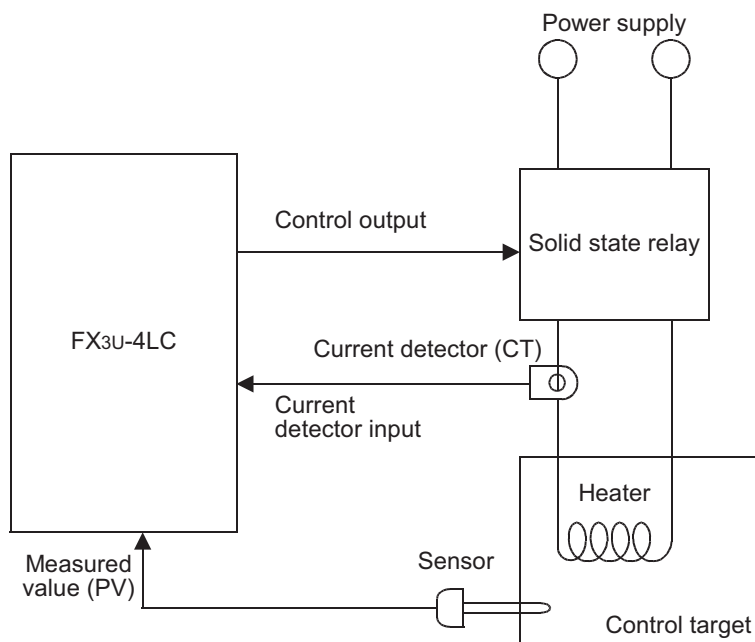 Power supply
Control output
Solid state relay
FX3U-4LC
Current detector (CT)
Current
detector input
Heater
Measured
value (PV)
Sensor
Control target